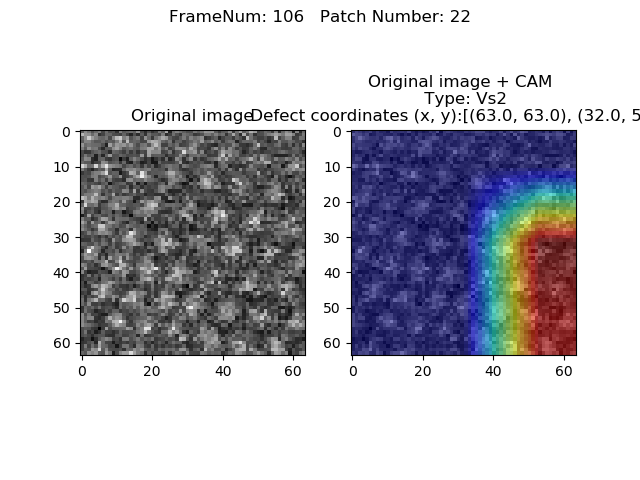 FrameNum: 106   Patch Number: 22
Original image + CAM
Type: Vs2
Original image
Defect coordinates (x, y):[(63.0, 63.0), (32.0, 5
0
10
20
30
40
50
60
0 20 40 60
0
10
20
30
40
50
60
0 20 40 60